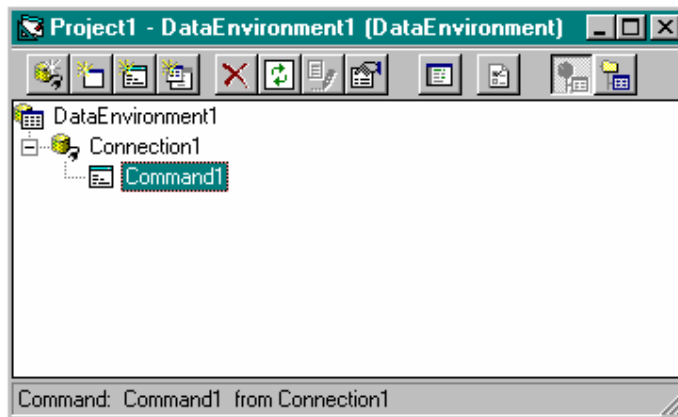 Project1 - DataEnvironment1 (DataEnvironment)
DataEnvironment1
Connection1
Command1
Command: Command1 from Connection1